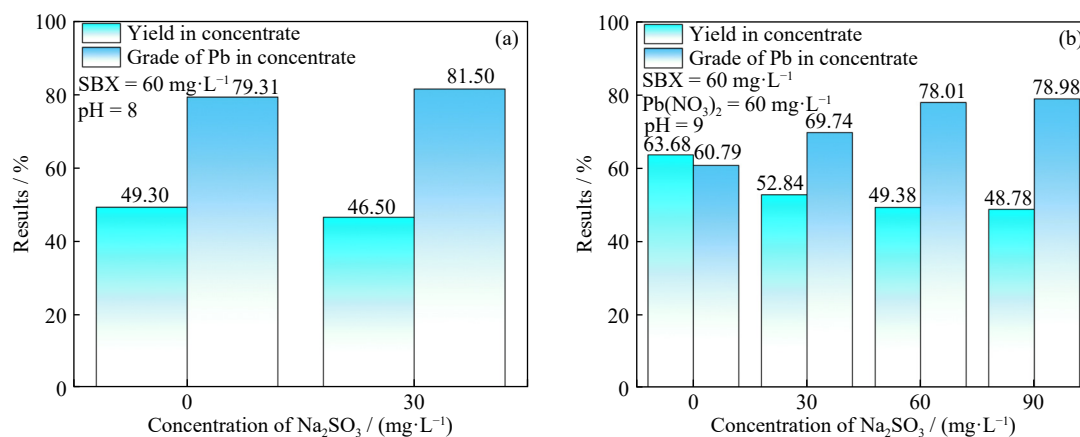 100
80
60
40
20
0
Results / %
Yield in concentrate
Grade of Pb in concentrate
(a)
SBX = 60 mg·L⁻¹
pH = 8
79.31
81.50
49.30
46.50
0
30
Concentration of Na₂SO₃ / (mg·L⁻¹)
100
80
60
40
20
0
Results / %
Yield in concentrate
Grade of Pb in concentrate
(b)
SBX = 60 mg·L⁻¹
Pb(NO₃)₂ = 60 mg·L⁻¹
pH = 9
63.68
60.79
52.84
69.74
49.38
78.01
48.78
78.98
0
30
60
90
Concentration of Na₂SO₃ / (mg·L⁻¹)